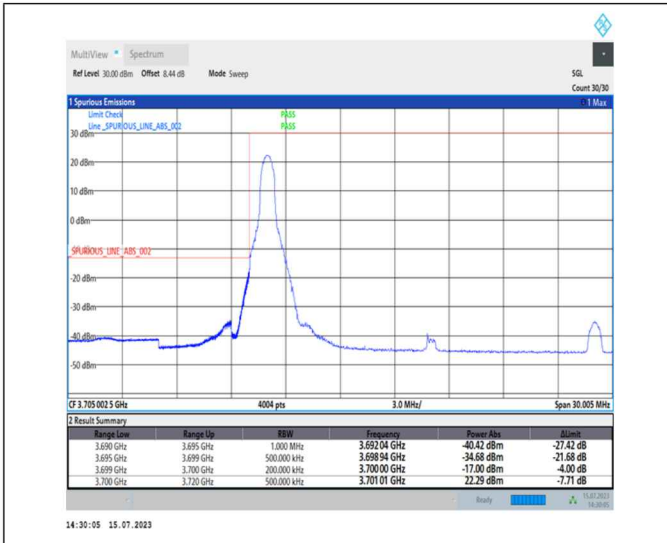 MultiView Spectrum
Ref Level 30.00 dBm Offset 8.44 dB Mode Sweep SGL
Count 30/30
1 Spurious Emissions 1 Max
Limit Check PASS
Line _SPURIOUS_LINE_ABS_002 PASS
30 dBm
20 dBm
10 dBm
0 dBm
_SPURIOUS_LINE_ABS_002
-20 dBm
-30 dBm
-40 dBm
-50 dBm
CF 3.705 002 5 GHz 4004 pts 3.0 MHz/ Span 30.005 MHz
2 Result Summary
Range Low Range Up RBW Frequency Power Abs ΔLimit
3.690 GHz 3.695 GHz 1.000 MHz 3.692 04 GHz -40.42 dBm -27.42 dB
3.695 GHz 3.699 GHz 500.000 kHz 3.698 94 GHz -34.68 dBm -21.68 dB
3.699 GHz 3.700 GHz 200.000 kHz 3.700 00 GHz -17.00 dBm -4.00 dB
3.700 GHz 3.720 GHz 500.000 kHz 3.701 01 GHz 22.29 dBm -7.71 dB
Ready 15.07.2023
14:30:05
14:30:05 15.07.2023